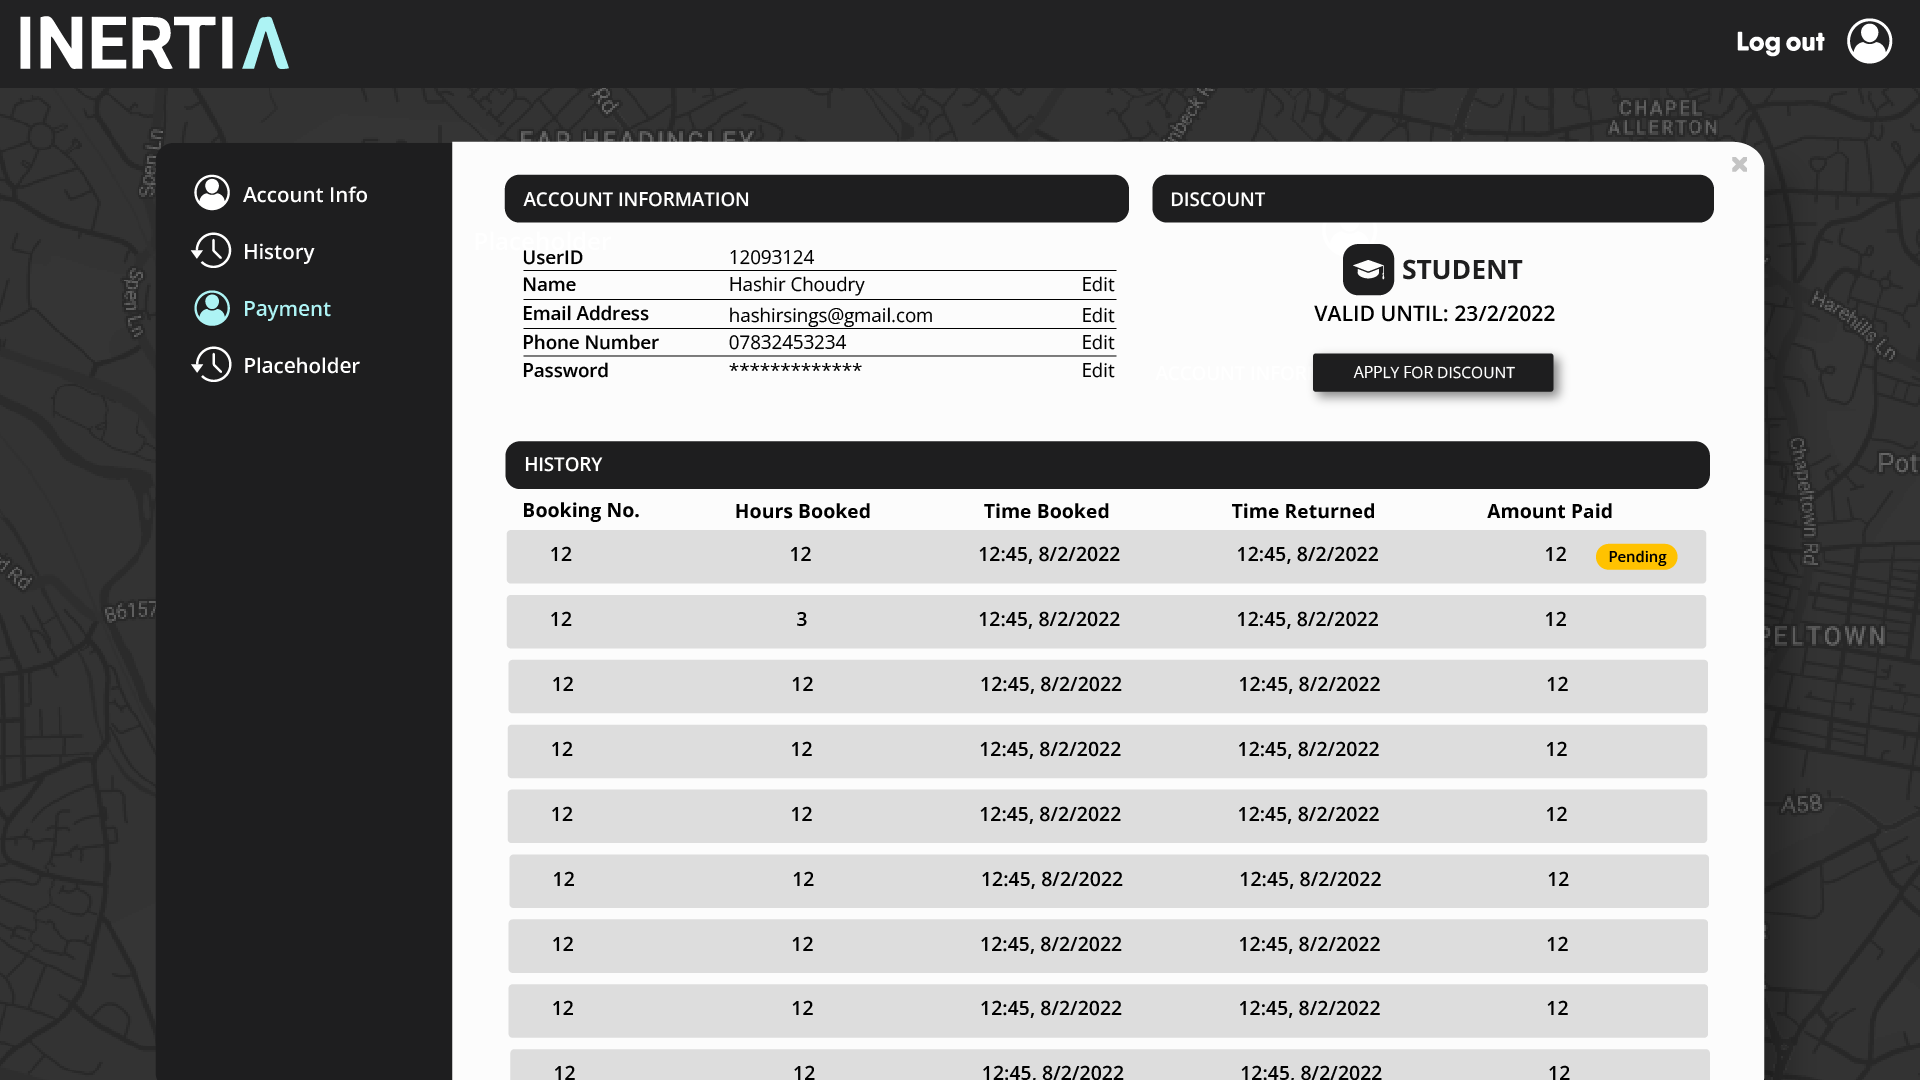 INERTIA
Log out
Rd
CHAPEL
ALLERTON
FAR HEADINGLEY
Spen Ln
Account Info
History
Payment
Placeholder
Spen Ln
ACCOUNT INFORMATION
Placeholder
UserID 12093124
Name Hashir Choudry Edit
Email Address hashirsings@gmail.com Edit
Phone Number 07832453234 Edit
Password ************* Edit
DISCOUNT
STUDENT
VALID UNTIL: 23/2/2022
APPLY FOR DISCOUNT
Harehills Ln
HISTORY
Booking No. Hours Booked Time Booked Time Returned Amount Paid
12 12 12:45, 8/2/2022 12:45, 8/2/2022 12 Pending
12 3 12:45, 8/2/2022 12:45, 8/2/2022 12
12 12 12:45, 8/2/2022 12:45, 8/2/2022 12
12 12 12:45, 8/2/2022 12:45, 8/2/2022 12
12 12 12:45, 8/2/2022 12:45, 8/2/2022 12
12 12 12:45, 8/2/2022 12:45, 8/2/2022 12
12 12 12:45, 8/2/2022 12:45, 8/2/2022 12
12 12 12:45, 8/2/2022 12:45, 8/2/2022 12
12 12 12:45, 8/2/2022 12:45, 8/2/2022 12
Pot
Chapeltown Rd
B6157
d Rd
PELTOWN
A58